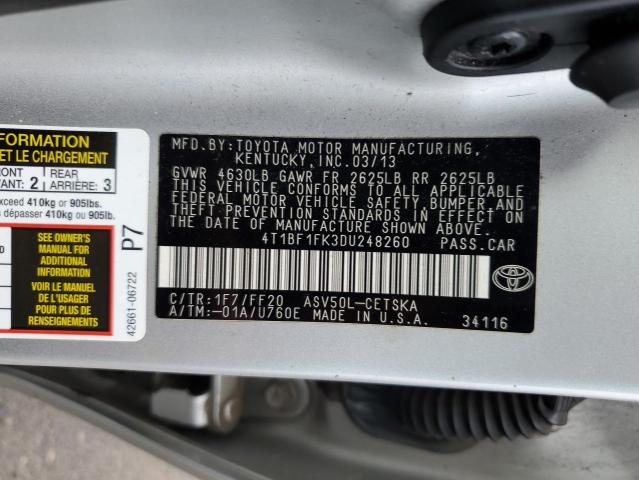 FORMATION
ET LE CHARGEMENT
FRONT 2 REAR 3
VANT: ARRIÈRE:
exceed 410kg or 905lbs.
s dépasser 410kg ou 905lb.
SEE OWNER'S
MANUAL FOR
ADDITIONAL
INFORMATION
VOIR LE MANUEL
DE L'USAGER
POUR PLUS DE
RENSEIGNEMENTS
P7
42661-06722
MFD.BY:TOYOTA MOTOR MANUFACTURING,
KENTUCKY,INC.03/13
GVWR 4630LB GAWR FR 2625LB RR 2625LB
THIS VEHICLE CONFORMS TO ALL APPLICABLE
FEDERAL MOTOR VEHICLE SAFETY,BUMPER,AND
THEFT PREVENTION STANDARDS IN EFFECT
ON THE DATE OF MANUFACTURE SHOWN ABOVE.
4T1BF1FK3DU248260 PASS.CAR
C/TR:1F7/FF20 ASV50L-CETSKA
A/TM:-01A/U760E MADE IN U.S.A. 34116